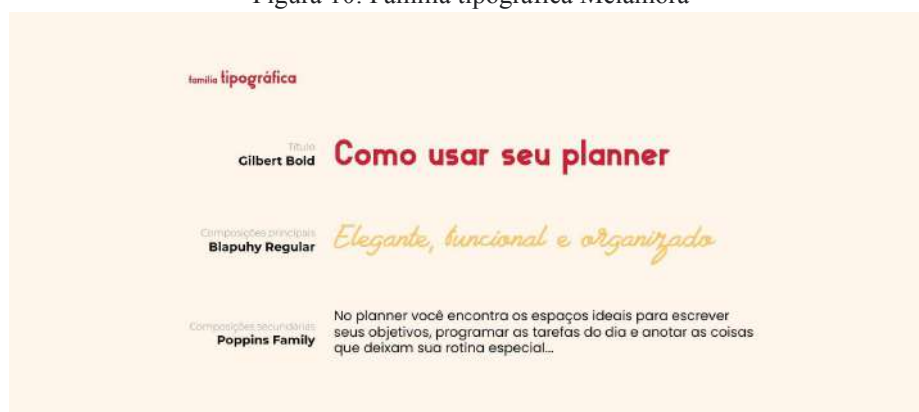 Figura 10: Família tipográfica Melamora
família tipográfica
Título
Gilbert Bold
Como usar seu planner
Composições principais
Blapuhy Regular
Elegante, funcional e organizado
Composições secundárias
Poppins Family
No planner você encontra os espaços ideais para escrever
seus objetivos, programar as tarefas do dia e anotar as coisas
que deixam sua rotina especial...